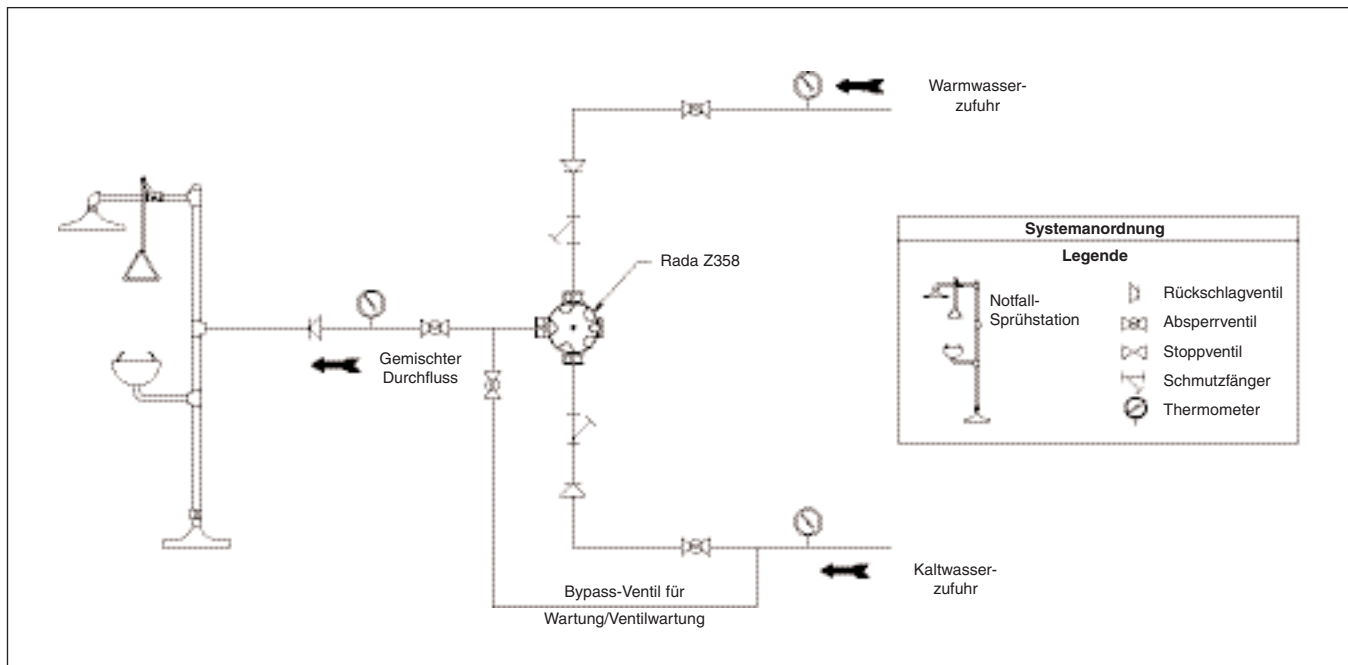 Warmwasser-
zufuhr
Rada Z358
Gemischter
Durchfluss
Systemanordnung
Legende
Notfall-
Sprühstation
Rückschlagventil
Absperrventil
Stoppventil
Schmutzfänger
Thermometer
Bypass-Ventil für
Wartung/Ventilwartung
Kaltwasser-
zufuhr